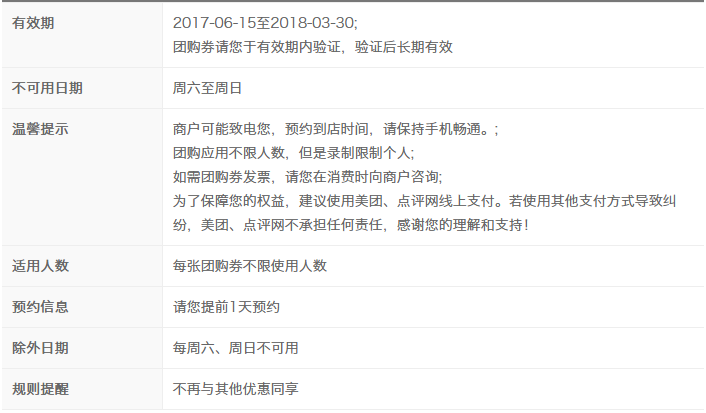 有效期
2017-06-15至2018-03-30;
团购券请您于有效期内验证，验证后长期有效
不可用日期
周六至周日
温馨提示
商户可能致电您，预约到店时间，请保持手机畅通。;
团购应用不限人数，但是录制限制个人;
如需团购券发票，请您在消费时向商户咨询;
为了保障您的权益，建议使用美团、点评网线上支付。若使用其他支付方式导致纠
纷，美团、点评网不承担任何责任，感谢您的理解和支持！
适用人数
每张团购券不限使用人数
预约信息
请您提前1天预约
除外日期
每周六、周日不可用
规则提醒
不再与其他优惠同享